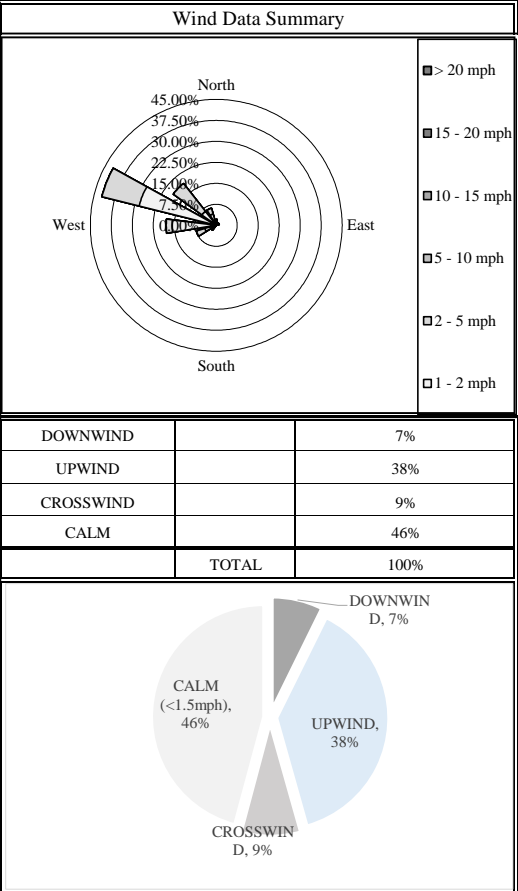 Wind Data Summary
North
45.00%
37.50%
30.00%
22.50%
15.00%
7.50%
0.00%
West
East
South
> 20 mph
15 - 20 mph
10 - 15 mph
5 - 10 mph
2 - 5 mph
1 - 2 mph
DOWNWIND 7%
UPWIND 38%
CROSSWIND 9%
CALM 46%
TOTAL 100%
DOWNWIN
D, 7%
CALM
(<1.5mph),
46%
UPWIND,
38%
CROSSWIN
D, 9%